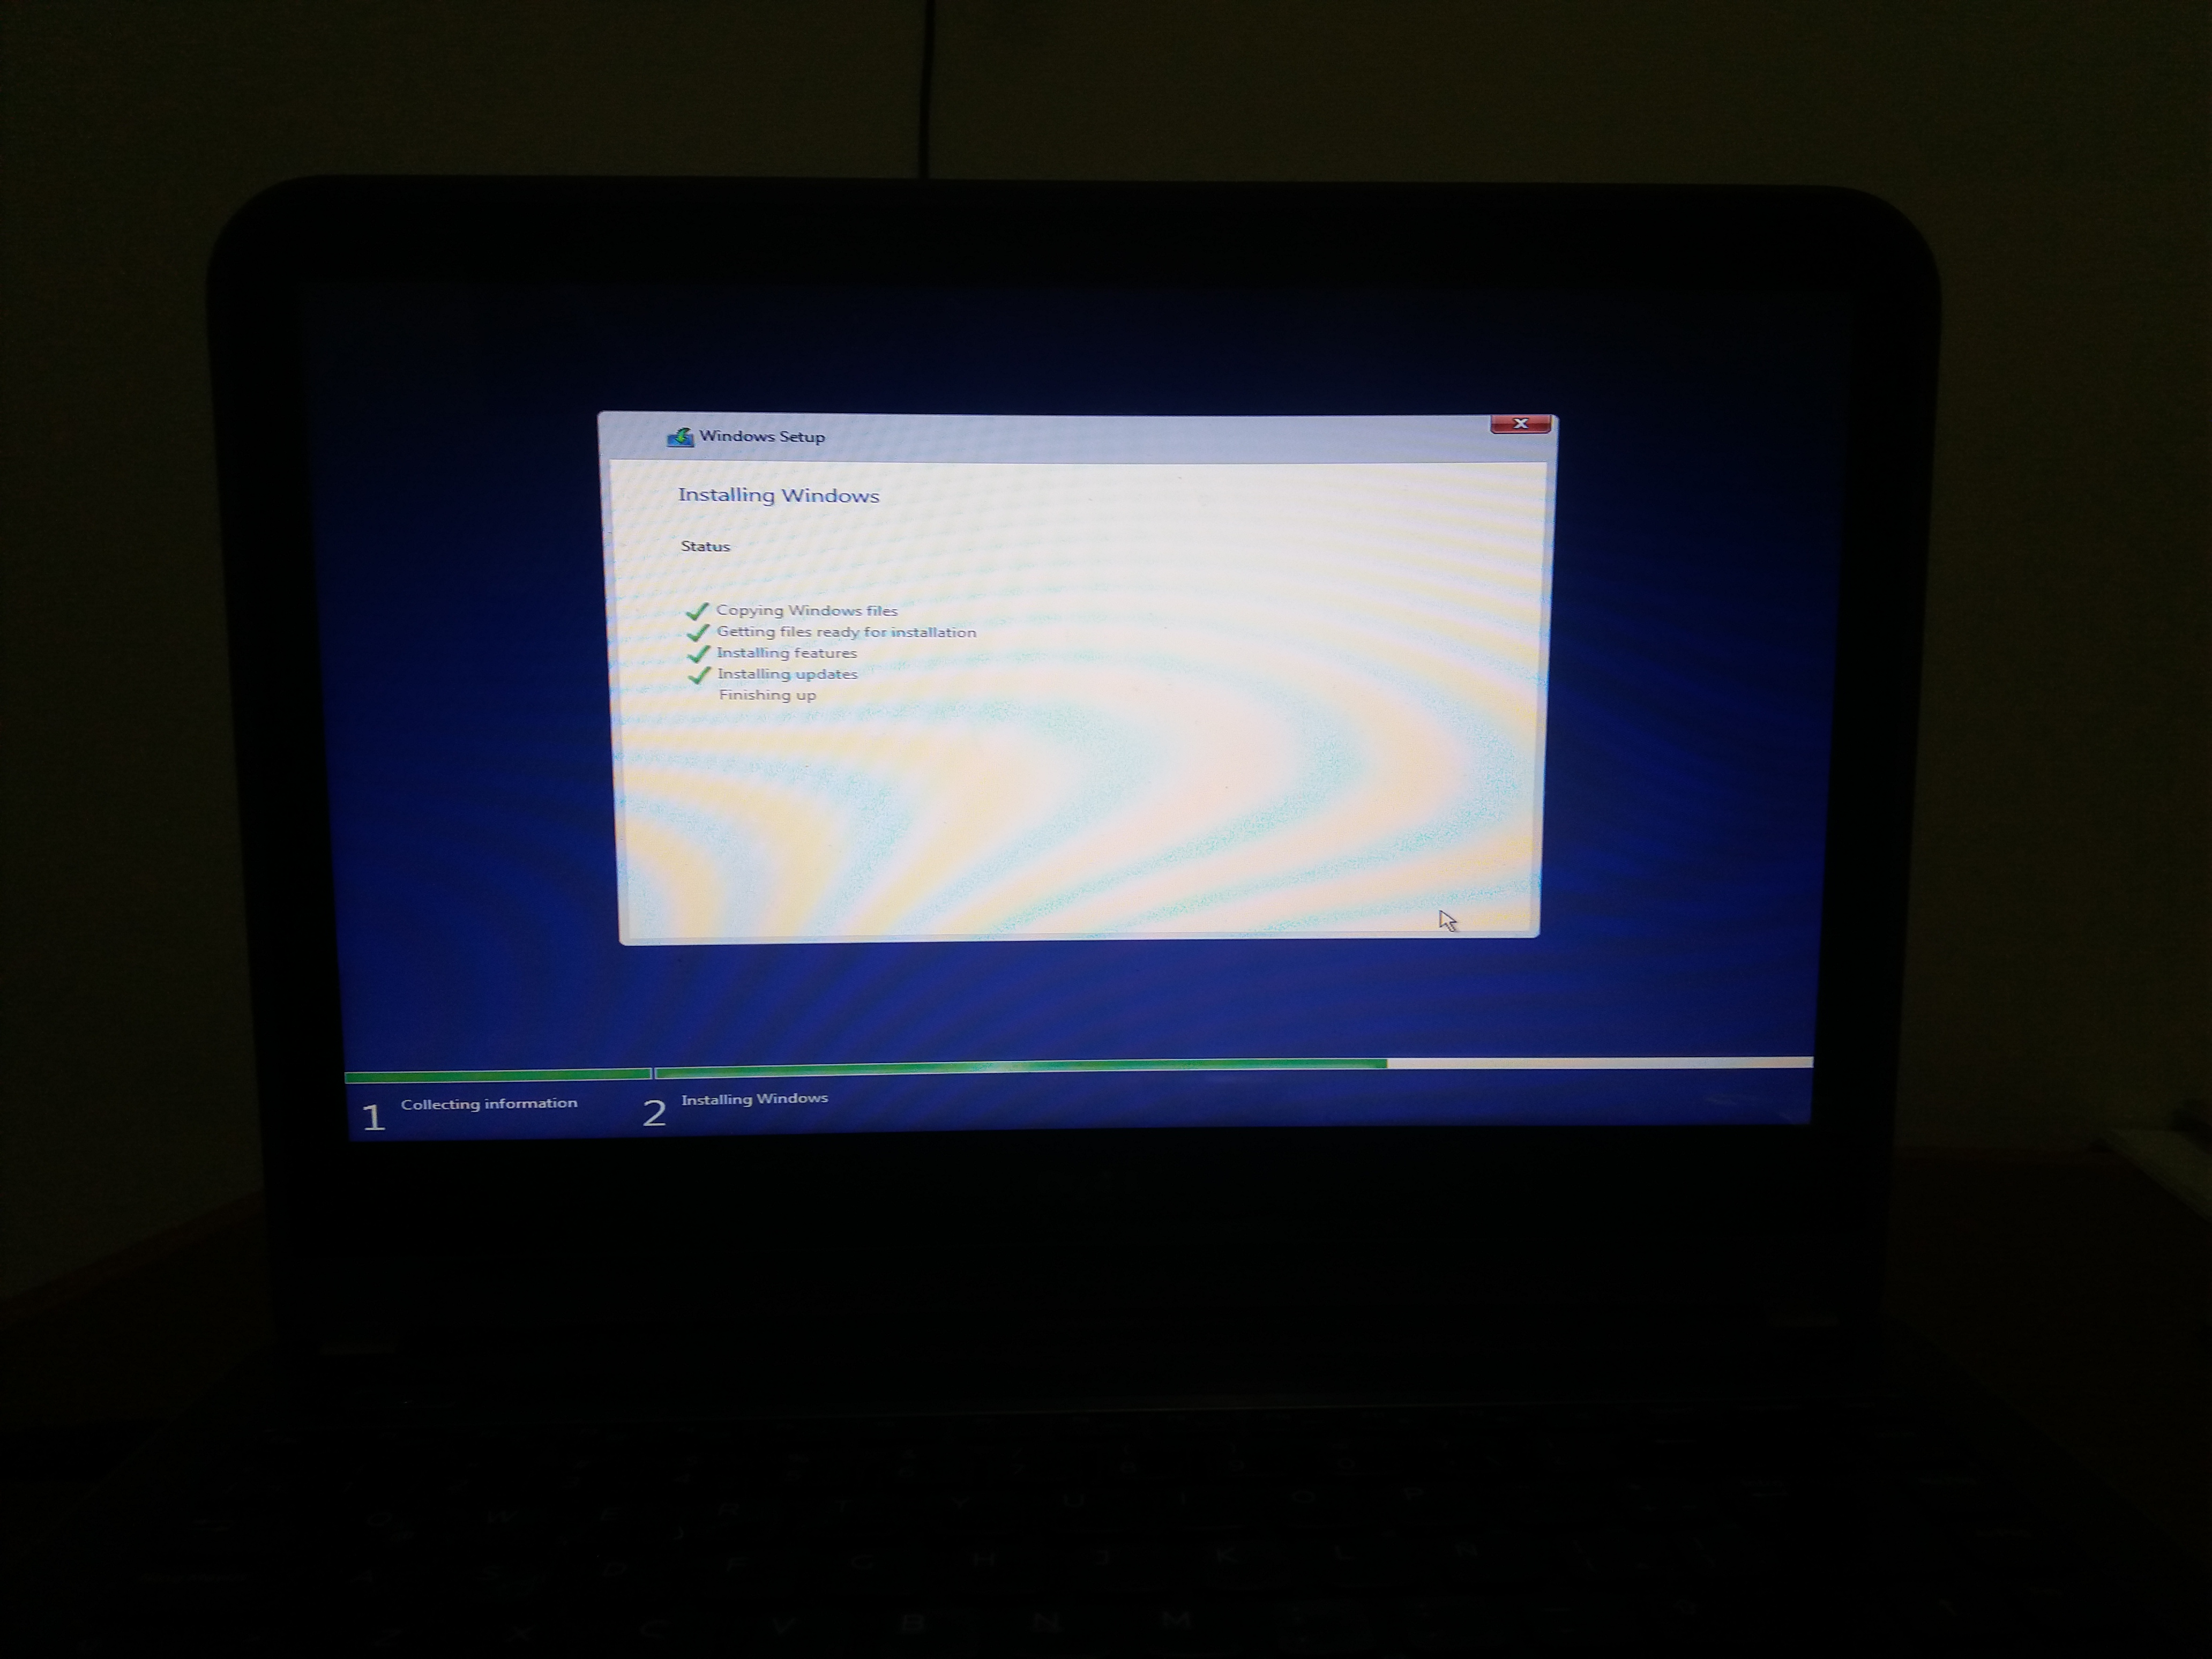 Windows Setup
Installing Windows
Status
Copying Windows files
Getting files ready for installation
Installing features
Installing updates
Finishing up
1 Collecting information
2 Installing Windows
R T Y U I O P
F G H J K L Ñ
Z X C V B N M